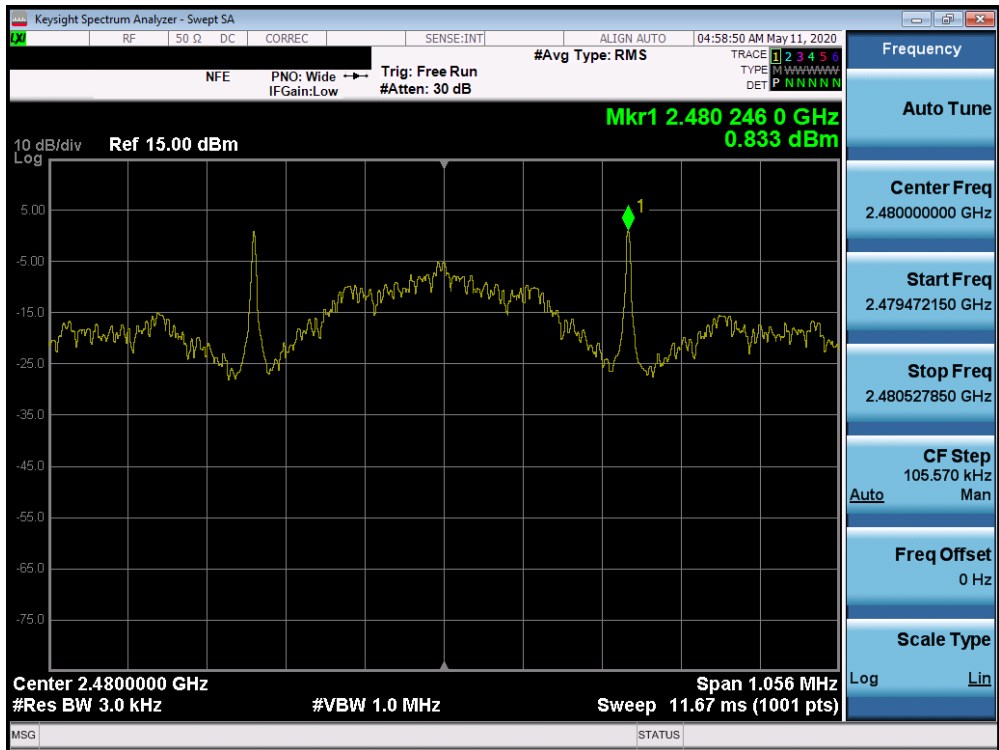 Keysight Spectrum Analyzer - Swept SA
LXI RF 50 Ω DC CORREC SENSE:INT ALIGN AUTO 04:58:50 AM May 11, 2020
NFE PNO: Wide Trig: Free Run #Avg Type: RMS TRACE 1 2 3 4 5 6
IFGain:Low #Atten: 30 dB TYPE M WWWWW
DET P N N N N N
Mkr1 2.480 246 0 GHz
0.833 dBm
10 dB/div Ref 15.00 dBm
Log
1
5.00
-5.00
-15.0
-25.0
-35.0
-45.0
-55.0
-65.0
-75.0
Center 2.4800000 GHz Span 1.056 MHz
#Res BW 3.0 kHz #VBW 1.0 MHz Sweep 11.67 ms (1001 pts)
MSG STATUS
Frequency
Auto Tune
Center Freq
2.480000000 GHz
Start Freq
2.479472150 GHz
Stop Freq
2.480527850 GHz
CF Step
105.570 kHz
Auto Man
Freq Offset
0 Hz
Scale Type
Log Lin